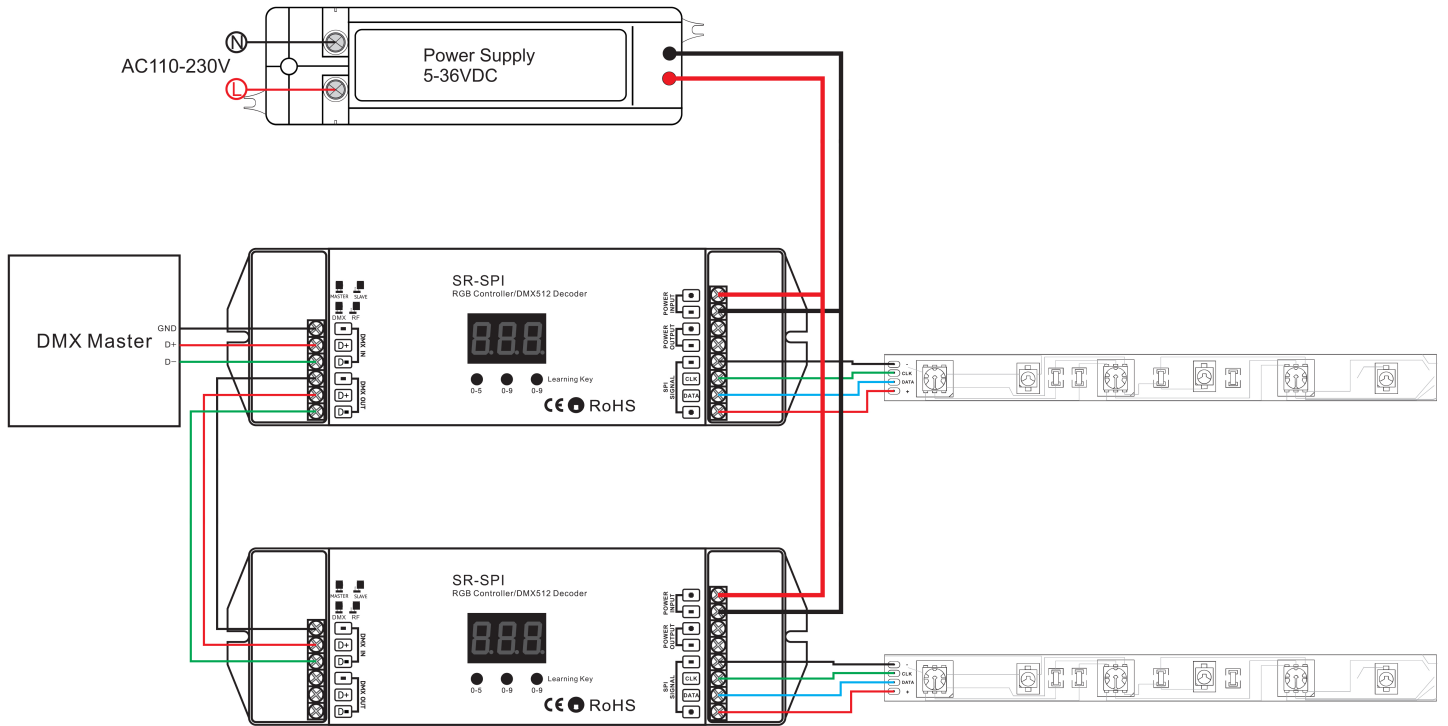 N
AC110-230V
L
Power Supply
5-36VDC
DMX Master
GND
D+
D−
MASTER SLAVE
DMX RF
D+
D
DMX IN
D+
D
DMX OUT
SR-SPI
RGB Controller/DMX512 Decoder
888
Learning Key
0-5 0-9 0-9
CE RoHS
POWER
INPUT
POWER
OUTPUT
SPI
SIGNAL
CLK
DATA
-
CLK
DATA
+
MASTER SLAVE
DMX RF
D+
D
DMX IN
D+
D
DMX OUT
SR-SPI
RGB Controller/DMX512 Decoder
888
Learning Key
0-5 0-9 0-9
CE RoHS
POWER
INPUT
POWER
OUTPUT
SPI
SIGNAL
CLK
DATA
-
CLK
DATA
+